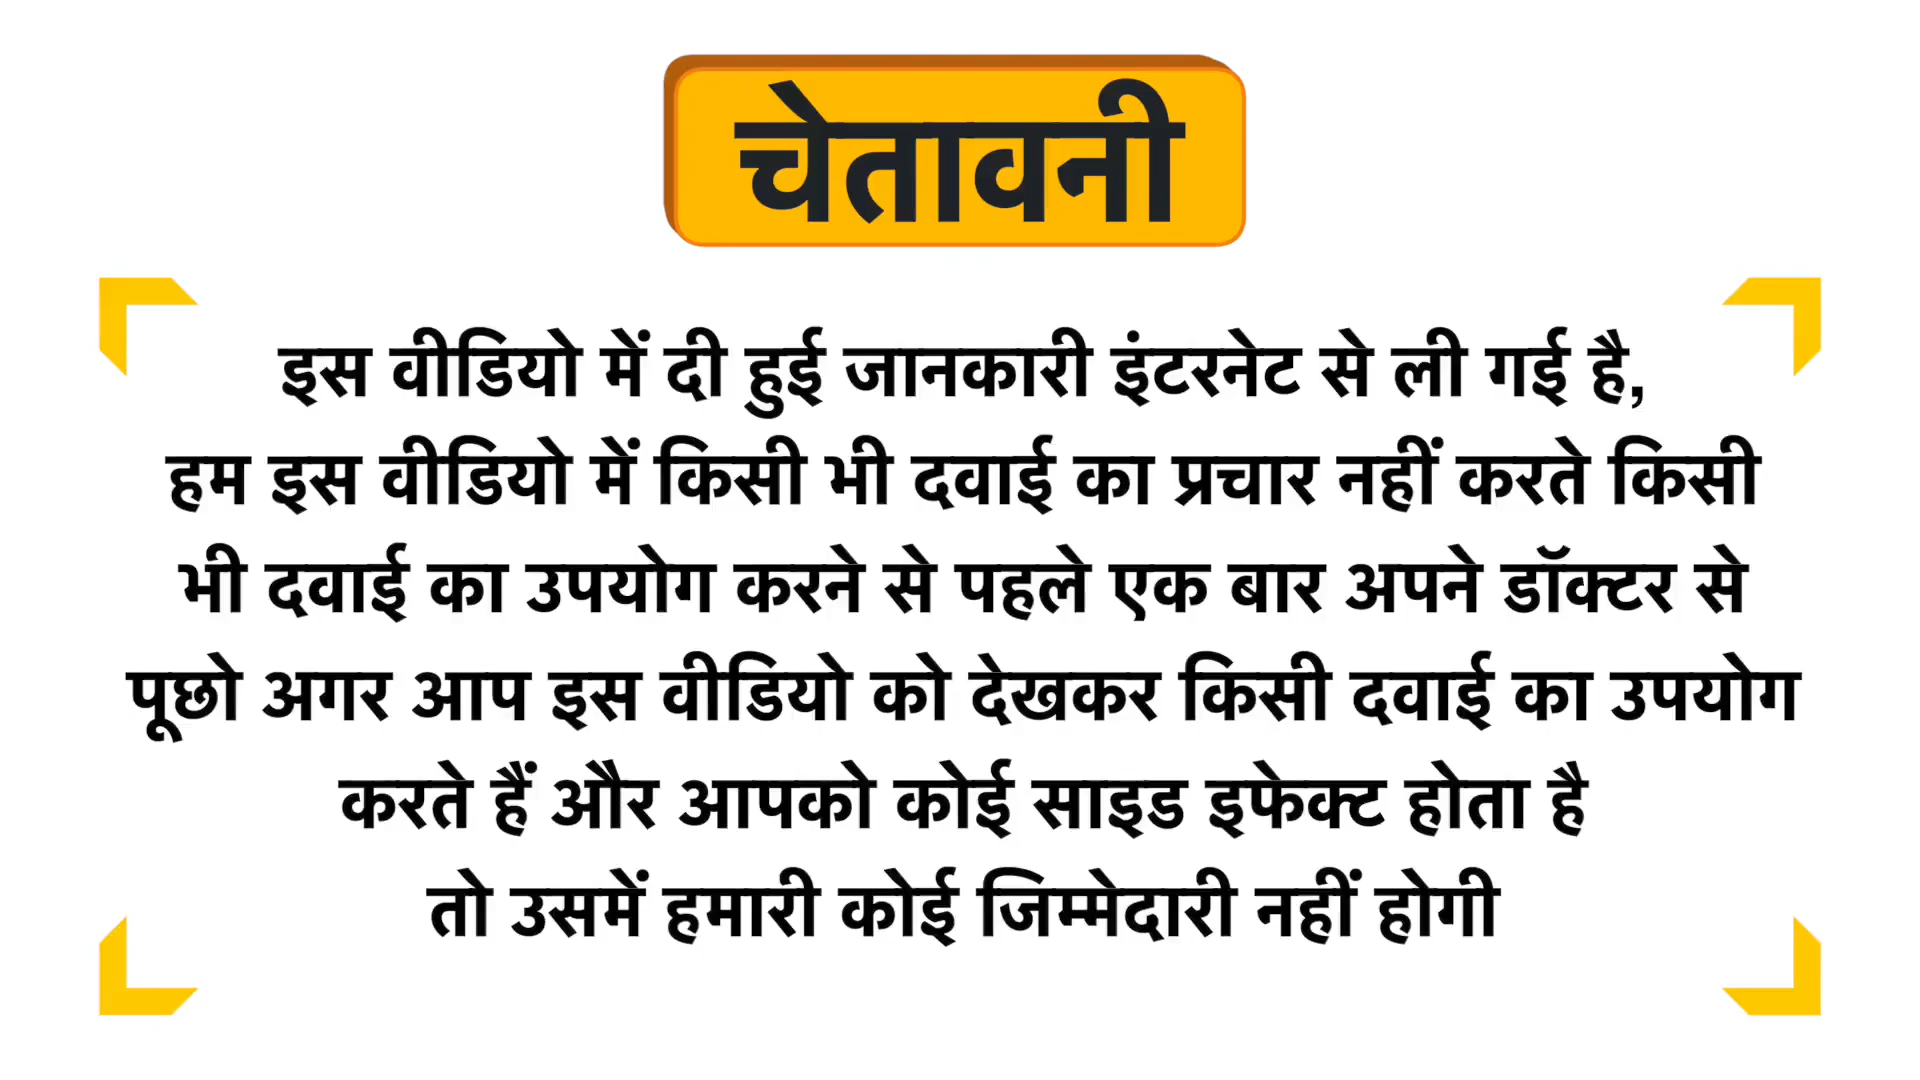 चेतावनी
इस वीडियो में दी हुई जानकारी इंटरनेट से ली गई है,
हम इस वीडियो में किसी भी दवाई का प्रचार नहीं करते किसी
भी दवाई का उपयोग करने से पहले एक बार अपने डॉक्टर से
पूछो अगर आप इस वीडियो को देखकर किसी दवाई का उपयोग
करते हैं और आपको कोई साइड इफेक्ट होता है
तो उसमें हमारी कोई जिम्मेदारी नहीं होगी